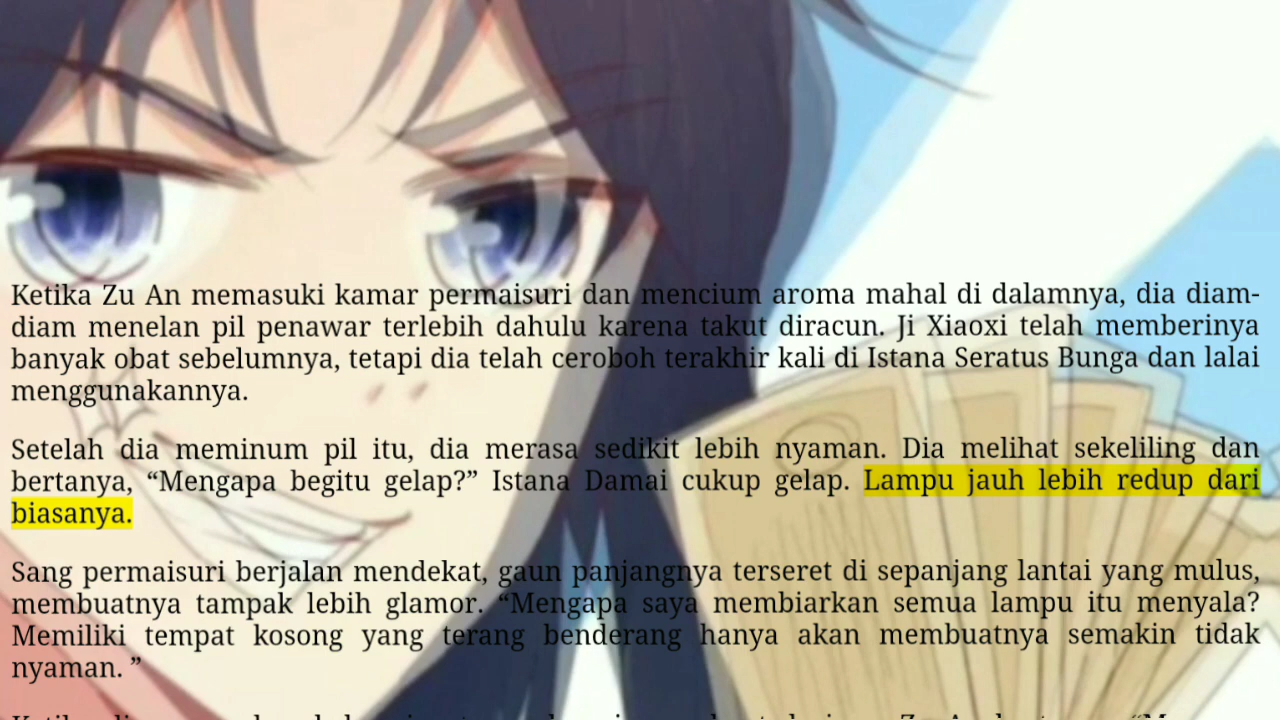 Ketika Zu An memasuki kamar permaisuri dan mencium aroma mahal di dalamnya, dia diam-
diam menelan pil penawar terlebih dahulu karena takut diracun. Ji Xiaoxi telah memberinya
banyak obat sebelumnya, tetapi dia telah ceroboh terakhir kali di Istana Seratus Bunga dan lalai
menggunakannya.
Setelah dia meminum pil itu, dia merasa sedikit lebih nyaman. Dia melihat sekeliling dan
bertanya, “Mengapa begitu gelap?” Istana Damai cukup gelap. Lampu jauh lebih redup dari
biasanya.
Sang permaisuri berjalan mendekat, gaun panjangnya terseret di sepanjang lantai yang mulus,
membuatnya tampak lebih glamor. “Mengapa saya membiarkan semua lampu itu menyala?
Memiliki tempat kosong yang terang benderang hanya akan membuatnya semakin tidak
nyaman. ”